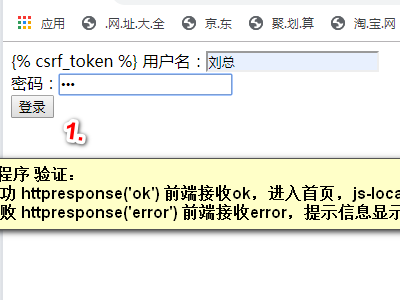 应用 .网.址.大.全 京.东 聚.划.算 淘.宝.网
{% csrf_token %} 用户名：刘总
密码：•••
登录
1.
程序 验证：
功 httpresponse('ok') 前端接收ok，进入首页，js-loca
败 httpresponse('error') 前端接收error，提示信息显示